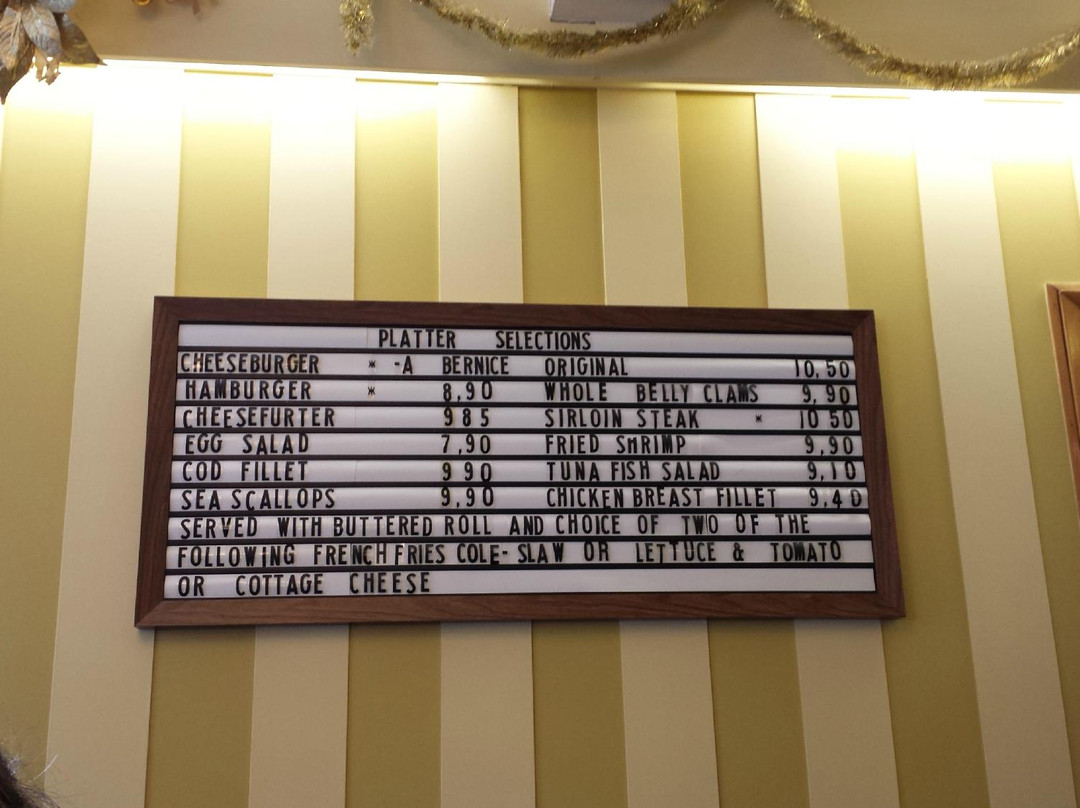 PLATTER SELECTIONS
CHEESEBURGER * -A BERNICE ORIGINAL 10,50
HAMBURGER * 8,90 WHOLE BELLY CLAMS 9,90
CHEESEFURTER 985 SIRLOIN STEAK * 10 50
EGG SALAD 7,90 FRIED SHRIMP 9,90
COD FILLET 9 90 TUNA FISH SALAD 9,10
SEA SCALLOPS 9,90 CHICKEN BREAST FILLET 9,40
SERVED WITH BUTTERED ROLL AND CHOICE OF TWO OF THE
FOLLOWING FRENCH FRIES COLE- SLAW OR LETTUCE & TOMATO
OR COTTAGE CHEESE